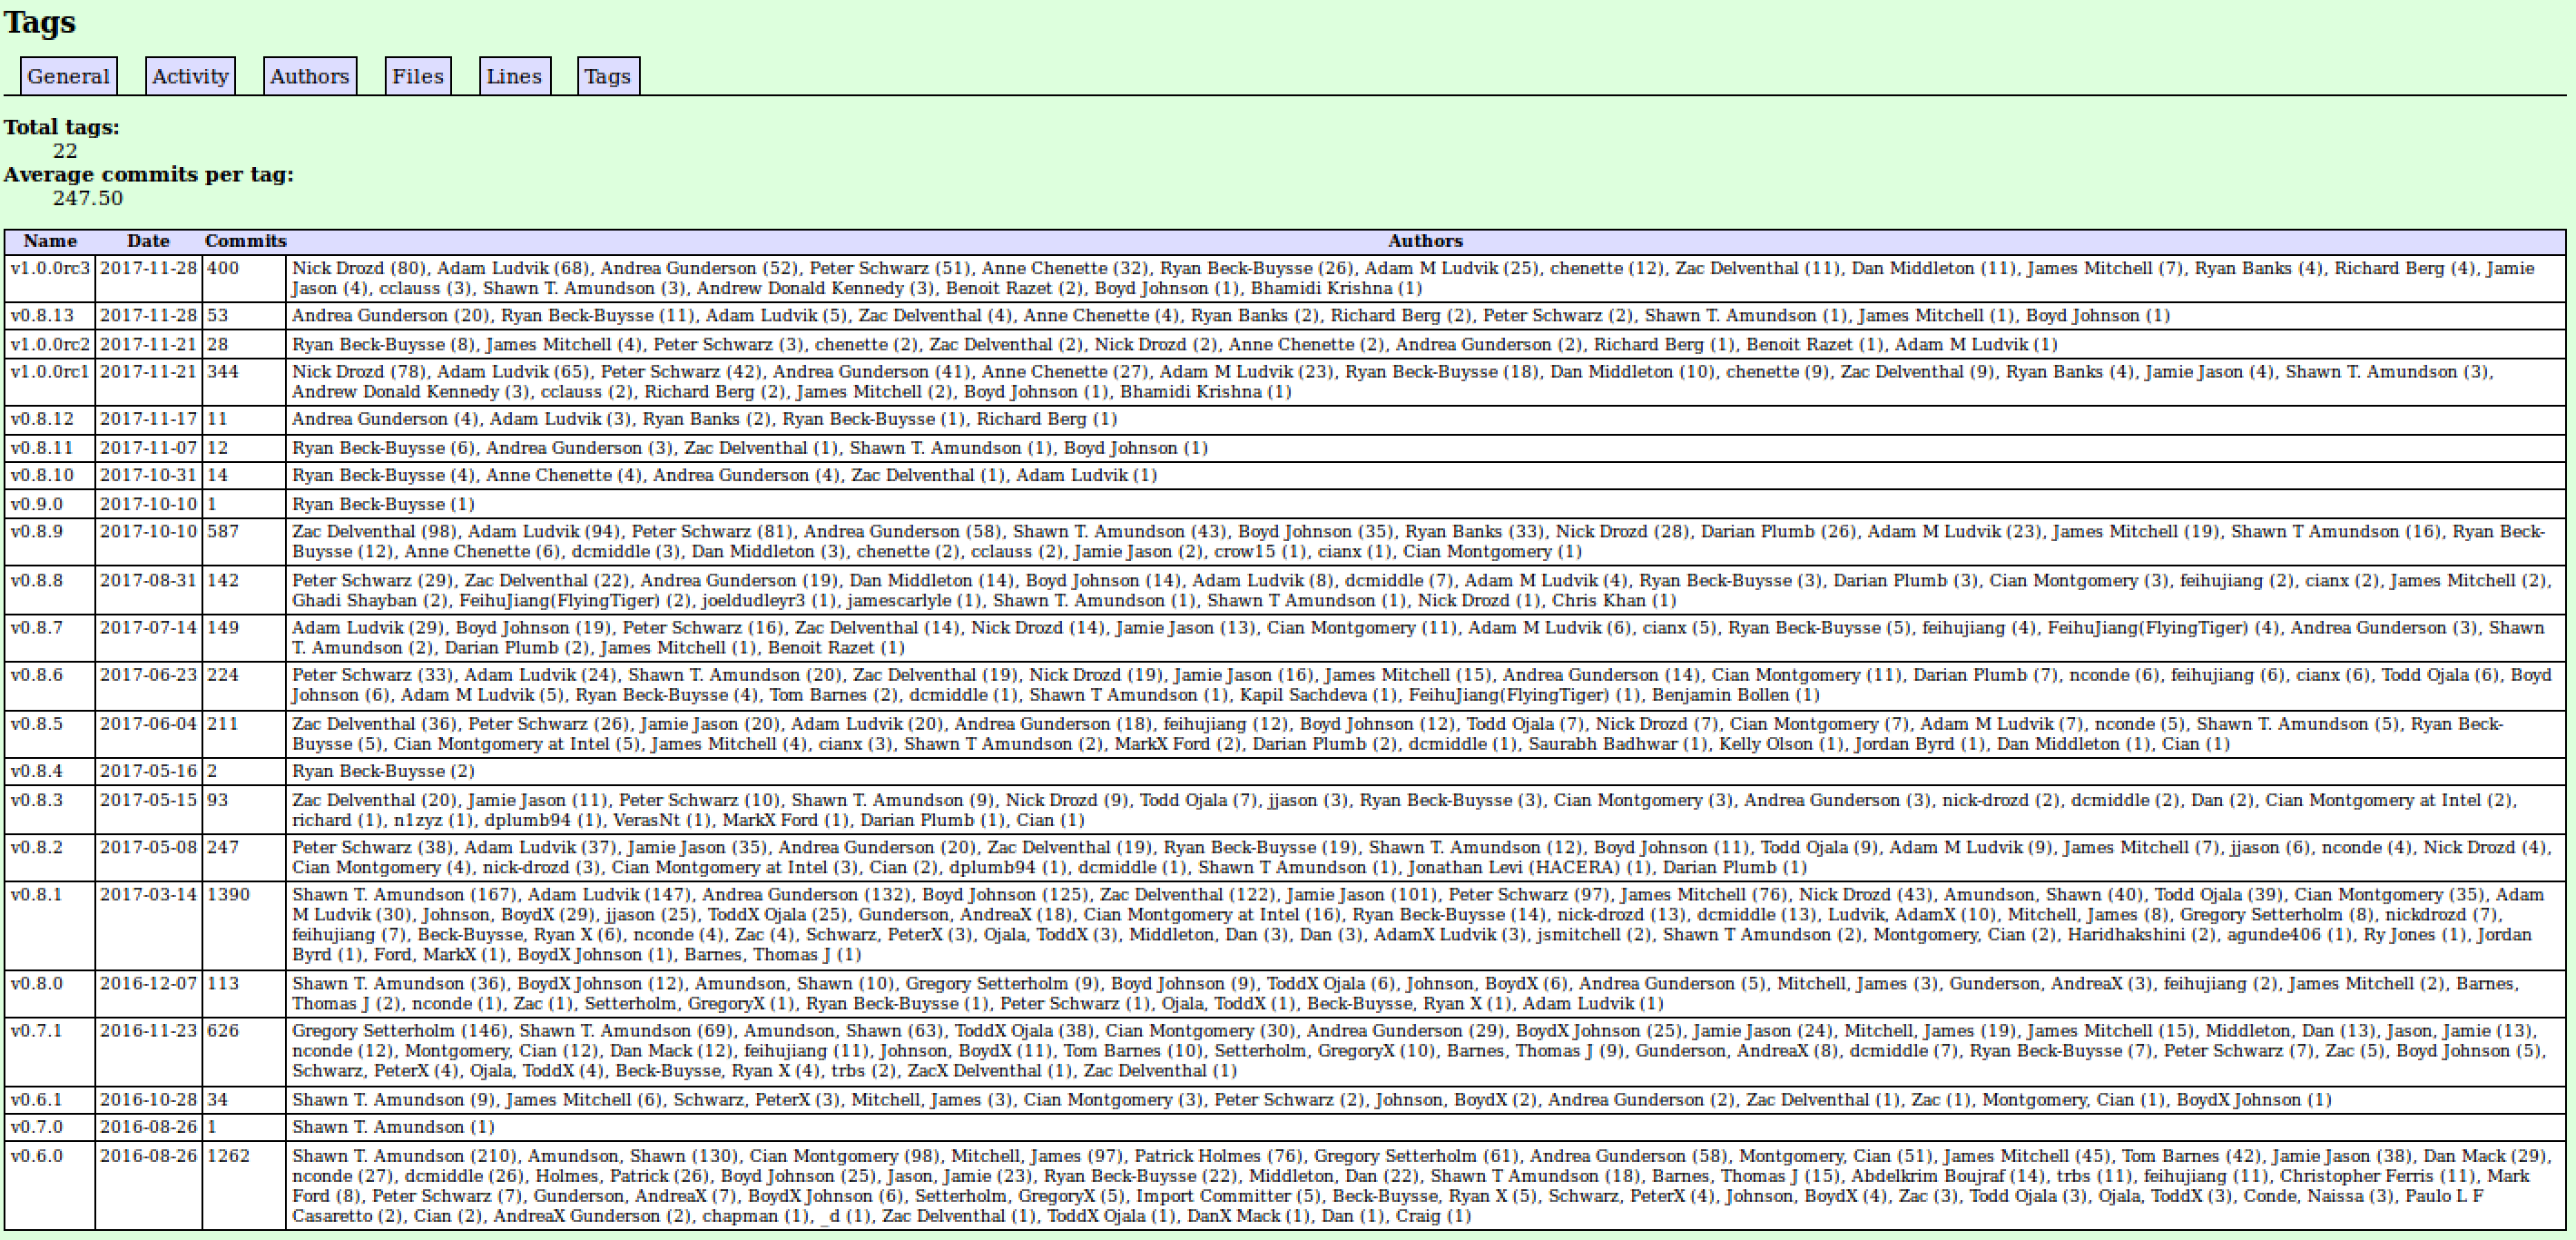 Tags
General Activity Authors Files Lines Tags
Total tags:
22
Average commits per tag:
247.50
Name Date Commits Authors
v1.0.0rc3 2017-11-28 400 Nick Drozd (80), Adam Ludvik (68), Andrea Gunderson (52), Peter Schwarz (51), Anne Chenette (32), Ryan Beck-Buysse (26), Adam M Ludvik (25), chenette (12), Zac Delventhal (11), Dan Middleton (11), James Mitchell (7), Ryan Banks (4), Richard Berg (4), Jamie
Jason (4), cclauss (3), Shawn T. Amundson (3), Andrew Donald Kennedy (3), Benoit Razet (2), Boyd Johnson (1), Bhamidi Krishna (1)
v0.8.13 2017-11-28 53 Andrea Gunderson (20), Ryan Beck-Buysse (11), Adam Ludvik (5), Zac Delventhal (4), Anne Chenette (4), Ryan Banks (2), Richard Berg (2), Peter Schwarz (2), Shawn T. Amundson (1), James Mitchell (1), Boyd Johnson (1)
v1.0.0rc2 2017-11-21 28 Ryan Beck-Buysse (8), James Mitchell (4), Peter Schwarz (3), chenette (2), Zac Delventhal (2), Nick Drozd (2), Anne Chenette (2), Andrea Gunderson (2), Richard Berg (1), Benoit Razet (1), Adam M Ludvik (1)
v1.0.0rc1 2017-11-21 344 Nick Drozd (78), Adam Ludvik (65), Peter Schwarz (42), Andrea Gunderson (41), Anne Chenette (27), Adam M Ludvik (23), Ryan Beck-Buysse (18), Dan Middleton (10), chenette (9), Zac Delventhal (9), Ryan Banks (4), Jamie Jason (4), Shawn T. Amundson (3),
Andrew Donald Kennedy (3), cclauss (2), Richard Berg (2), James Mitchell (2), Boyd Johnson (1), Bhamidi Krishna (1)
v0.8.12 2017-11-17 11 Andrea Gunderson (4), Adam Ludvik (3), Ryan Banks (2), Ryan Beck-Buysse (1), Richard Berg (1)
v0.8.11 2017-11-07 12 Ryan Beck-Buysse (6), Andrea Gunderson (3), Zac Delventhal (1), Shawn T. Amundson (1), Boyd Johnson (1)
v0.8.10 2017-10-31 14 Ryan Beck-Buysse (4), Anne Chenette (4), Andrea Gunderson (4), Zac Delventhal (1), Adam Ludvik (1)
v0.9.0 2017-10-10 1 Ryan Beck-Buysse (1)
v0.8.9 2017-10-10 587 Zac Delventhal (98), Adam Ludvik (94), Peter Schwarz (81), Andrea Gunderson (58), Shawn T. Amundson (43), Boyd Johnson (35), Ryan Banks (33), Nick Drozd (28), Darian Plumb (26), Adam M Ludvik (23), James Mitchell (19), Shawn T Amundson (16), Ryan Beck-
Buysse (12), Anne Chenette (6), dcmiddle (3), Dan Middleton (3), chenette (2), cclauss (2), Jamie Jason (2), crow15 (1), cianx (1), Cian Montgomery (1)
v0.8.8 2017-08-31 142 Peter Schwarz (29), Zac Delventhal (22), Andrea Gunderson (19), Dan Middleton (14), Boyd Johnson (14), Adam Ludvik (8), dcmiddle (7), Adam M Ludvik (4), Ryan Beck-Buysse (3), Darian Plumb (3), Cian Montgomery (3), feihujiang (2), cianx (2), James Mitchell (2),
Ghadi Shayban (2), FeihuJiang(FlyingTiger) (2), joeldudleyr3 (1), jamescarlyle (1), Shawn T. Amundson (1), Shawn T Amundson (1), Nick Drozd (1), Chris Khan (1)
v0.8.7 2017-07-14 149 Adam Ludvik (29), Boyd Johnson (19), Peter Schwarz (16), Zac Delventhal (14), Nick Drozd (14), Jamie Jason (13), Cian Montgomery (11), Adam M Ludvik (6), cianx (5), Ryan Beck-Buysse (5), feihujiang (4), FeihuJiang(FlyingTiger) (4), Andrea Gunderson (3), Shawn
T. Amundson (2), Darian Plumb (2), James Mitchell (1), Benoit Razet (1)
v0.8.6 2017-06-23 224 Peter Schwarz (33), Adam Ludvik (24), Shawn T. Amundson (20), Zac Delventhal (19), Nick Drozd (19), Jamie Jason (16), James Mitchell (15), Andrea Gunderson (14), Cian Montgomery (11), Darian Plumb (7), nconde (6), feihujiang (6), cianx (6), Todd Ojala (6), Boyd
Johnson (6), Adam M Ludvik (5), Ryan Beck-Buysse (4), Tom Barnes (2), dcmiddle (1), Shawn T Amundson (1), Kapil Sachdeva (1), FeihuJiang(FlyingTiger) (1), Benjamin Bollen (1)
v0.8.5 2017-06-04 211 Zac Delventhal (36), Peter Schwarz (26), Jamie Jason (20), Adam Ludvik (20), Andrea Gunderson (18), feihujiang (12), Boyd Johnson (12), Todd Ojala (7), Nick Drozd (7), Cian Montgomery (7), Adam M Ludvik (7), nconde (5), Shawn T. Amundson (5), Ryan Beck-
Buysse (5), Cian Montgomery at Intel (5), James Mitchell (4), cianx (3), Shawn T Amundson (2), MarkX Ford (2), Darian Plumb (2), dcmiddle (1), Saurabh Badhwar (1), Kelly Olson (1), Jordan Byrd (1), Dan Middleton (1), Cian (1)
v0.8.4 2017-05-16 2 Ryan Beck-Buysse (2)
v0.8.3 2017-05-15 93 Zac Delventhal (20), Jamie Jason (11), Peter Schwarz (10), Shawn T. Amundson (9), Nick Drozd (9), Todd Ojala (7), jjason (3), Ryan Beck-Buysse (3), Cian Montgomery (3), Andrea Gunderson (3), nick-drozd (2), dcmiddle (2), Dan (2), Cian Montgomery at Intel (2),
richard (1), n1zyz (1), dplumb94 (1), VerasNt (1), MarkX Ford (1), Darian Plumb (1), Cian (1)
v0.8.2 2017-05-08 247 Peter Schwarz (38), Adam Ludvik (37), Jamie Jason (35), Andrea Gunderson (20), Zac Delventhal (19), Ryan Beck-Buysse (19), Shawn T. Amundson (12), Boyd Johnson (11), Todd Ojala (9), Adam M Ludvik (9), James Mitchell (7), jjason (6), nconde (4), Nick Drozd (4),
Cian Montgomery (4), nick-drozd (3), Cian Montgomery at Intel (3), Cian (2), dplumb94 (1), dcmiddle (1), Shawn T Amundson (1), Jonathan Levi (HACERA) (1), Darian Plumb (1)
v0.8.1 2017-03-14 1390 Shawn T. Amundson (167), Adam Ludvik (147), Andrea Gunderson (132), Boyd Johnson (125), Zac Delventhal (122), Jamie Jason (101), Peter Schwarz (97), James Mitchell (76), Nick Drozd (43), Amundson, Shawn (40), Todd Ojala (39), Cian Montgomery (35), Adam
M Ludvik (30), Johnson, BoydX (29), jjason (25), ToddX Ojala (25), Gunderson, AndreaX (18), Cian Montgomery at Intel (16), Ryan Beck-Buysse (14), nick-drozd (13), dcmiddle (13), Ludvik, AdamX (10), Mitchell, James (8), Gregory Setterholm (8), nickdrozd (7),
feihujiang (7), Beck-Buysse, Ryan X (6), nconde (4), Zac (4), Schwarz, PeterX (3), Ojala, ToddX (3), Middleton, Dan (3), Dan (3), AdamX Ludvik (3), jsmitchell (2), Shawn T Amundson (2), Montgomery, Cian (2), Haridhakshini (2), agunde406 (1), Ry Jones (1), Jordan
Byrd (1), Ford, MarkX (1), BoydX Johnson (1), Barnes, Thomas J (1)
v0.8.0 2016-12-07 113 Shawn T. Amundson (36), BoydX Johnson (12), Amundson, Shawn (10), Gregory Setterholm (9), Boyd Johnson (9), ToddX Ojala (6), Johnson, BoydX (6), Andrea Gunderson (5), Mitchell, James (3), Gunderson, AndreaX (3), feihujiang (2), James Mitchell (2), Barnes,
Thomas J (2), nconde (1), Zac (1), Setterholm, GregoryX (1), Ryan Beck-Buysse (1), Peter Schwarz (1), Ojala, ToddX (1), Beck-Buysse, Ryan X (1), Adam Ludvik (1)
v0.7.1 2016-11-23 626 Gregory Setterholm (146), Shawn T. Amundson (69), Amundson, Shawn (63), ToddX Ojala (38), Cian Montgomery (30), Andrea Gunderson (29), BoydX Johnson (25), Jamie Jason (24), Mitchell, James (19), James Mitchell (15), Middleton, Dan (13), Jason, Jamie (13),
nconde (12), Montgomery, Cian (12), Dan Mack (12), feihujiang (11), Johnson, BoydX (11), Tom Barnes (10), Setterholm, GregoryX (10), Barnes, Thomas J (9), Gunderson, AndreaX (8), dcmiddle (7), Ryan Beck-Buysse (7), Peter Schwarz (7), Zac (5), Boyd Johnson (5),
Schwarz, PeterX (4), Ojala, ToddX (4), Beck-Buysse, Ryan X (4), trbs (2), ZacX Delventhal (1), Zac Delventhal (1)
v0.6.1 2016-10-28 34 Shawn T. Amundson (9), James Mitchell (6), Schwarz, PeterX (3), Mitchell, James (3), Cian Montgomery (3), Peter Schwarz (2), Johnson, BoydX (2), Andrea Gunderson (2), Zac Delventhal (1), Zac (1), Montgomery, Cian (1), BoydX Johnson (1)
v0.7.0 2016-08-26 1 Shawn T. Amundson (1)
v0.6.0 2016-08-26 1262 Shawn T. Amundson (210), Amundson, Shawn (130), Cian Montgomery (98), Mitchell, James (97), Patrick Holmes (76), Gregory Setterholm (61), Andrea Gunderson (58), Montgomery, Cian (51), James Mitchell (45), Tom Barnes (42), Jamie Jason (38), Dan Mack (29),
nconde (27), dcmiddle (26), Holmes, Patrick (26), Boyd Johnson (25), Jason, Jamie (23), Ryan Beck-Buysse (22), Middleton, Dan (22), Shawn T Amundson (18), Barnes, Thomas J (15), Abdelkrim Boujraf (14), trbs (11), feihujiang (11), Christopher Ferris (11), Mark
Ford (8), Peter Schwarz (7), Gunderson, AndreaX (7), BoydX Johnson (6), Setterholm, GregoryX (5), Import Committer (5), Beck-Buysse, Ryan X (5), Schwarz, PeterX (4), Johnson, BoydX (4), Zac (3), Todd Ojala (3), Ojala, ToddX (3), Conde, Naissa (3), Paulo L F
Casaretto (2), Cian (2), AndreaX Gunderson (2), chapman (1), _d (1), Zac Delventhal (1), ToddX Ojala (1), DanX Mack (1), Dan (1), Craig (1)